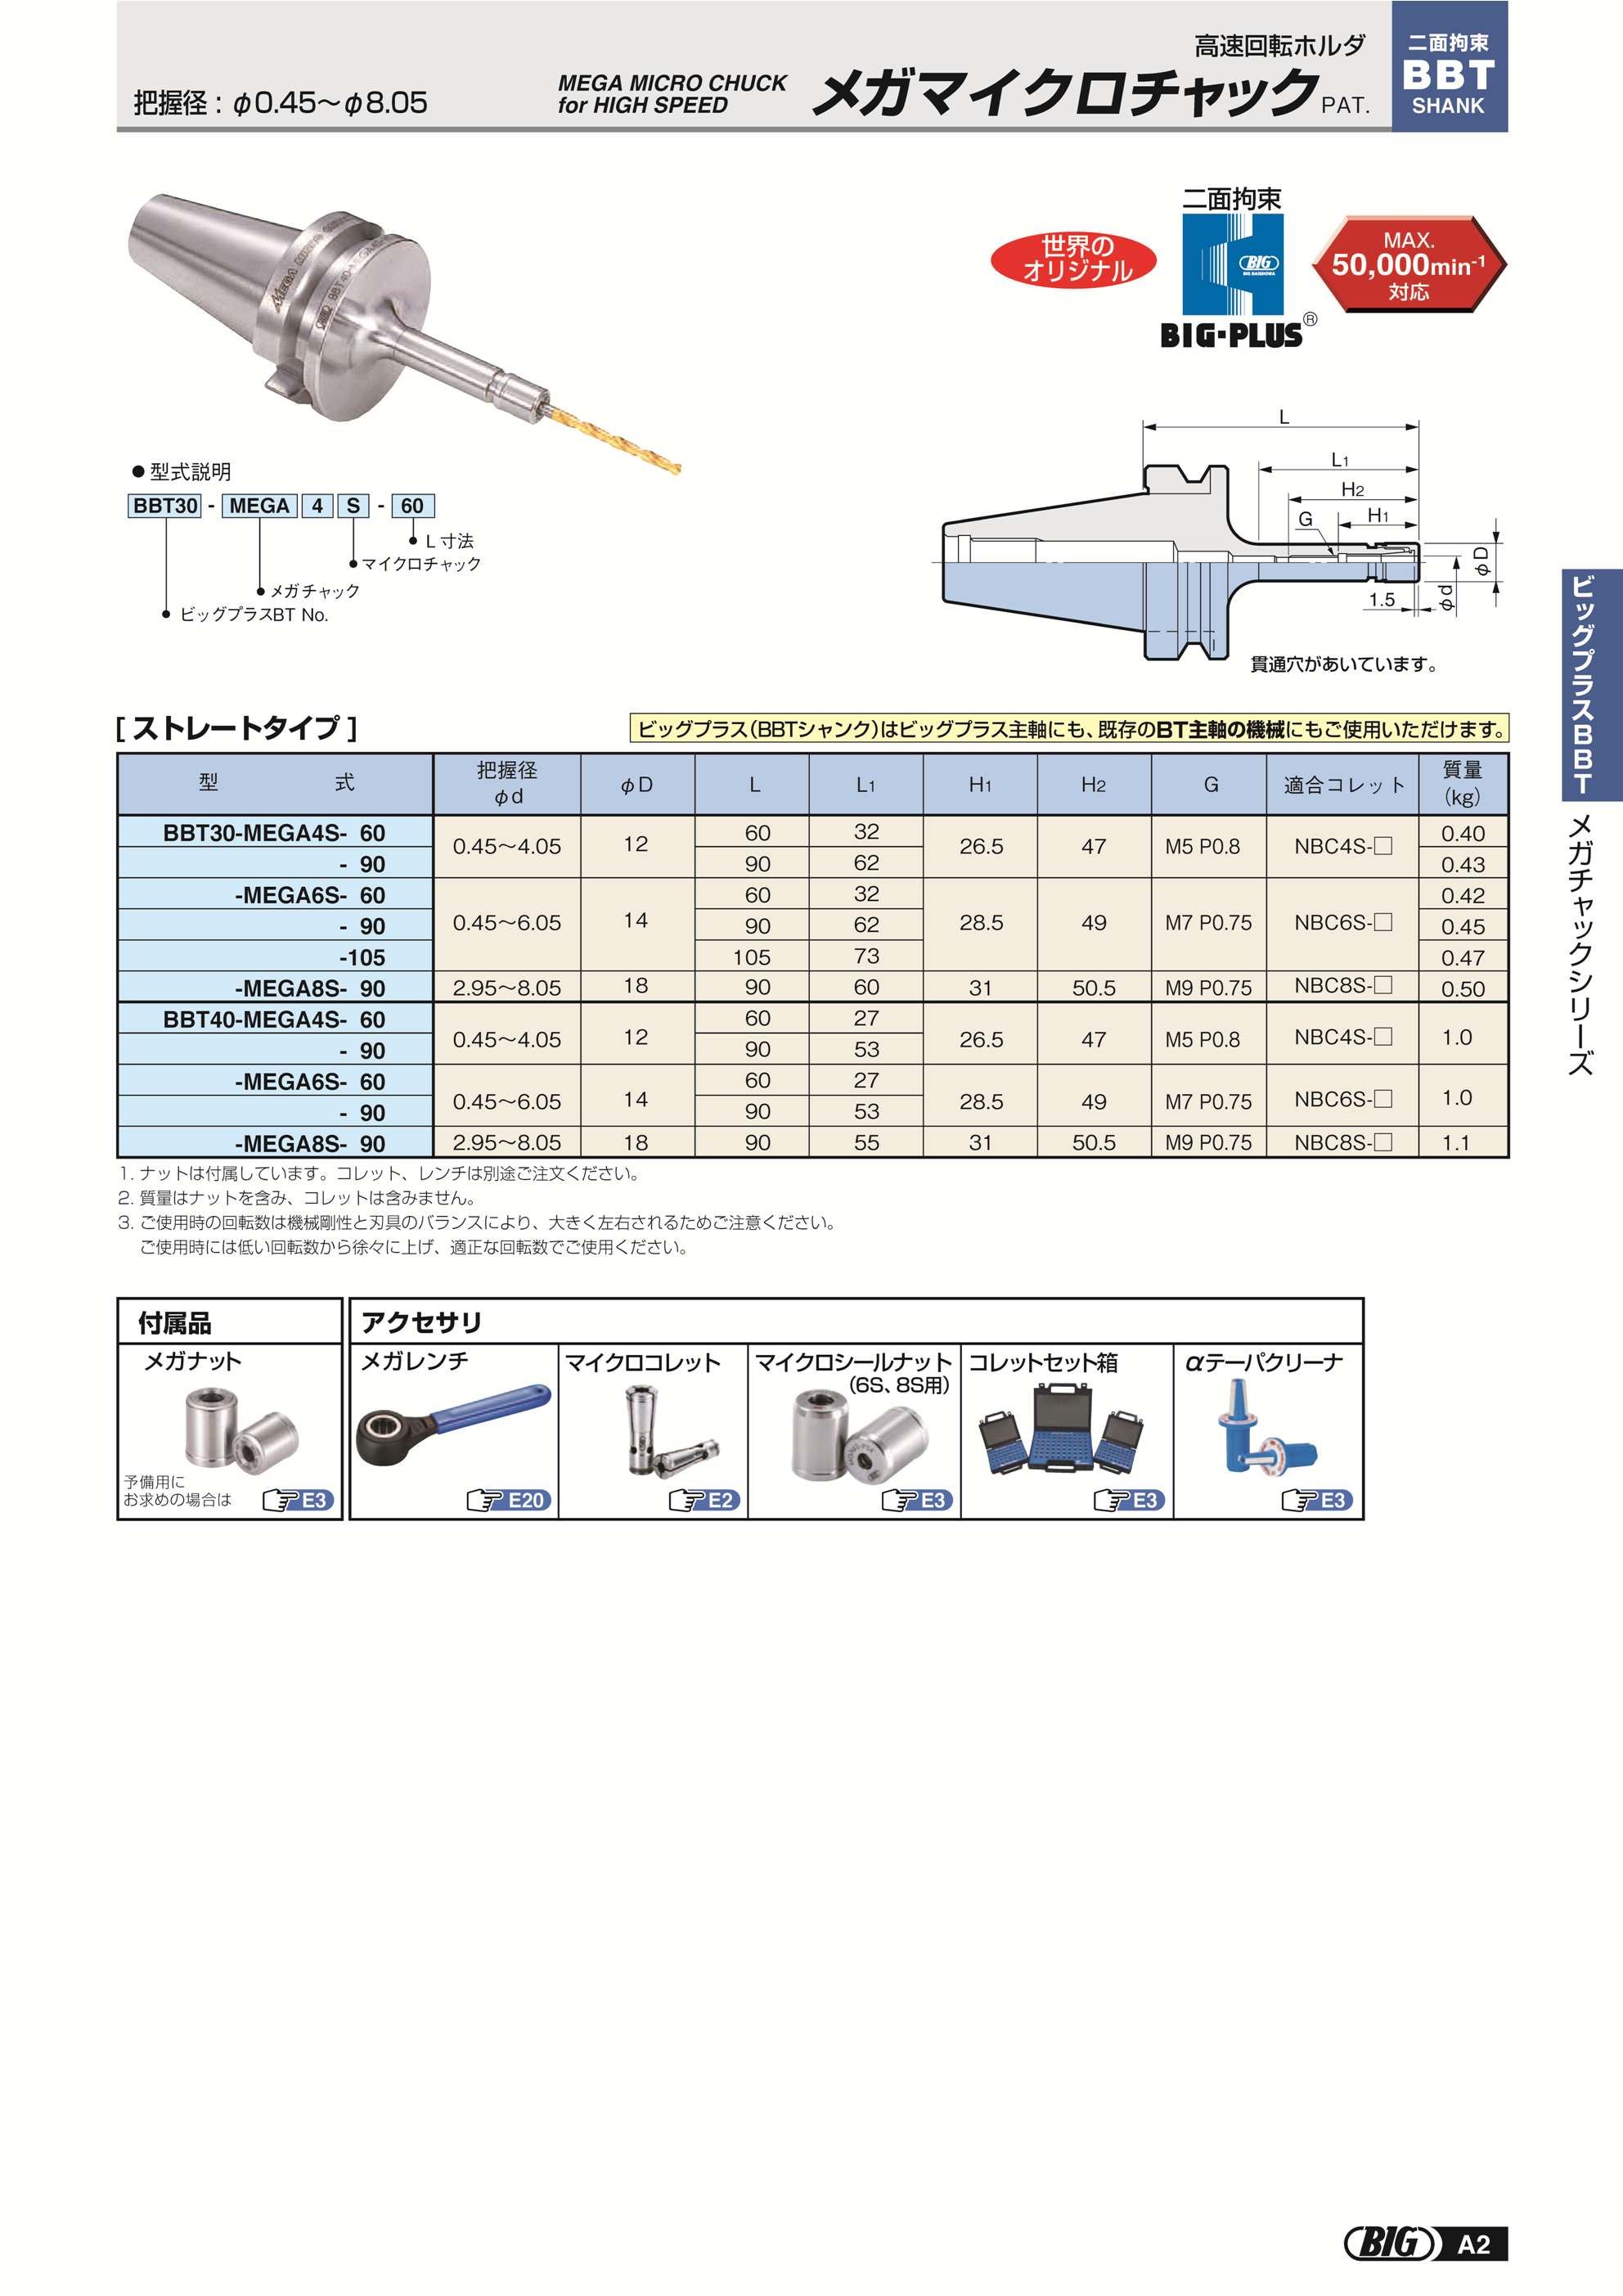 把握径：φ0.45〜φ8.05
MEGA MICRO CHUCK
for HIGH SPEED
高速回転ホルダ
メガマイクロチャック PAT.
二面拘束
BBT
SHANK
世界の
オリジナル
二面拘束
BIG
BIG DAISHOWA
BIG-PLUS®
MAX.
50,000min-1
対応
●型式説明
BBT30 - MEGA 4 S - 60
L寸法
マイクロチャック
メガチャック
ビッグプラスBT No.
L
L1
H2
G
H1
φD
φd
1.5
貫通穴があいています。
[ストレートタイプ]
ビッグプラス（BBTシャンク）はビッグプラス主軸にも、既存のBT主軸の機械にもご使用いただけます。
型 式 把握径 φd φD L L1 H1 H2 G 適合コレット 質量 (kg)
BBT30-MEGA4S- 60 0.45〜4.05 12 60 32 26.5 47 M5 P0.8 NBC4S-□ 0.40
- 90 90 62 0.43
-MEGA6S- 60 0.45〜6.05 14 60 32 28.5 49 M7 P0.75 NBC6S-□ 0.42
- 90 90 62 0.45
-105 105 73 0.47
-MEGA8S- 90 2.95〜8.05 18 90 60 31 50.5 M9 P0.75 NBC8S-□ 0.50
BBT40-MEGA4S- 60 0.45〜4.05 12 60 27 26.5 47 M5 P0.8 NBC4S-□ 1.0
- 90 90 53
-MEGA6S- 60 0.45〜6.05 14 60 27 28.5 49 M7 P0.75 NBC6S-□ 1.0
- 90 90 53
-MEGA8S- 90 2.95〜8.05 18 90 55 31 50.5 M9 P0.75 NBC8S-□ 1.1
1. ナットは付属しています。コレット、レンチは別途ご注文ください。
2. 質量はナットを含み、コレットは含みません。
3. ご使用時の回転数は機械剛性と刃具のバランスにより、大きく左右されるためご注意ください。
ご使用時には低い回転数から徐々に上げ、適正な回転数でご使用ください。
付属品
メガナット
予備用に
お求めの場合は
E3
アクセサリ
メガレンチ
E20
マイクロコレット
E2
マイクロシールナット
（6S、8S用）
E3
コレットセット箱
E3
αテーパクリーナ
E3
ビッグプラスBBT
メガチャックシリーズ
BIG A2